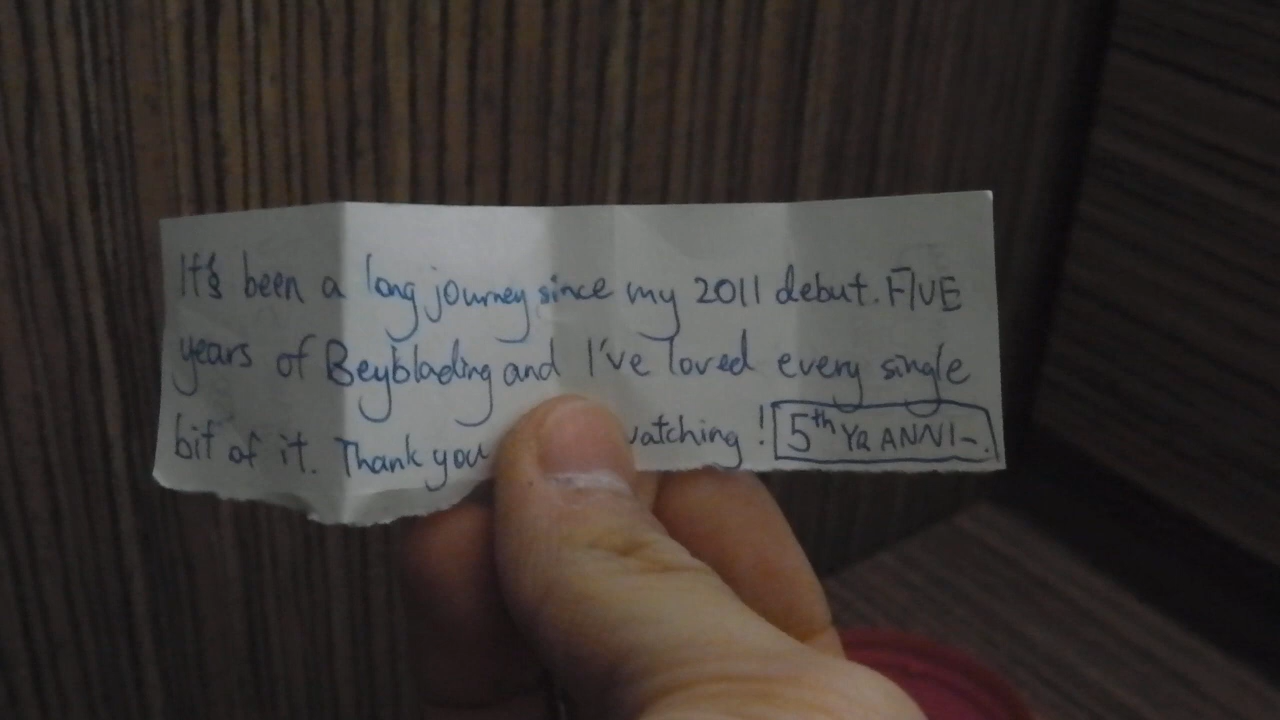 It's been a long journey since my 2011 debut. FIVE
years of Beyblading and I've loved every single
bit of it. Thank you watching! 5th YR ANNI-.